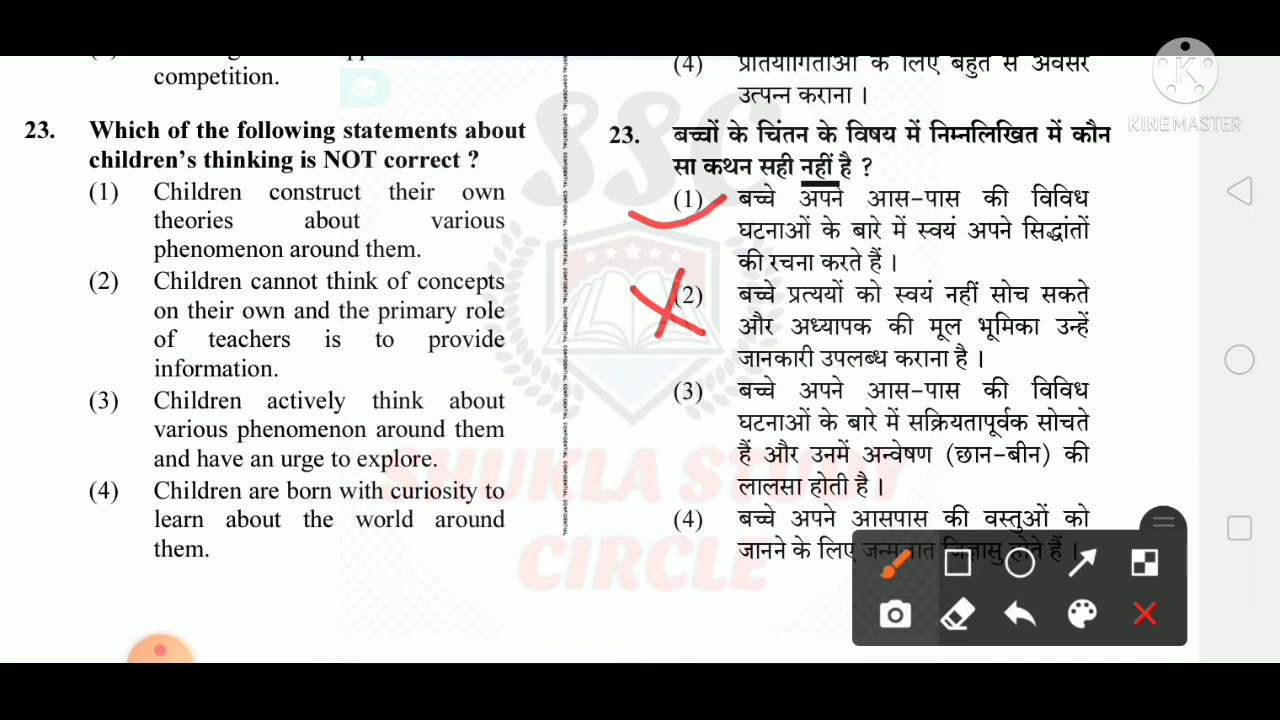 competition.
23. Which of the following statements about
children's thinking is NOT correct ?
(1) Children construct their own
theories about various
phenomenon around them.
(2) Children cannot think of concepts
on their own and the primary role
of teachers is to provide
information.
(3) Children actively think about
various phenomenon around them
and have an urge to explore.
(4) Children are born with curiosity to
learn about the world around
them.
(4) प्रतियोगिताओं के लिए बहुत से अवसर
उत्पन्न कराना ।
23. बच्चों के चिंतन के विषय में निम्नलिखित में कौन
सा कथन सही नहीं है ?
(1) बच्चे अपने आस-पास की विविध
घटनाओं के बारे में स्वयं अपने सिद्धांतों
की रचना करते हैं ।
(2) बच्चे प्रत्ययों को स्वयं नहीं सोच सकते
और अध्यापक की मूल भूमिका उन्हें
जानकारी उपलब्ध कराना है ।
(3) बच्चे अपने आस-पास की विविध
घटनाओं के बारे में सक्रियतापूर्वक सोचते
हैं और उनमें अन्वेषण (छान-बीन) की
लालसा होती है ।
(4) बच्चे अपने आसपास की वस्तुओं को
जानने के लिए जन्मजात जिज्ञासु होते हैं ।
SSC
SHUKLA STUDY
CIRCLE
K
KINEMASTER